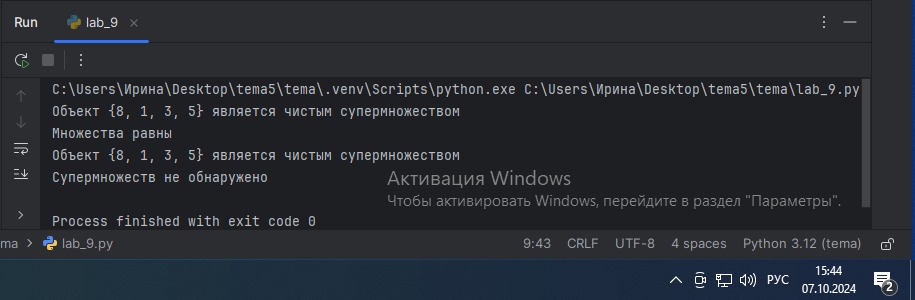 Run lab_9
C:\Users\Ирина\Desktop\tema5\tema\.venv\Scripts\python.exe C:\Users\Ирина\Desktop\tema5\tema\lab_9.py
Объект {8, 1, 3, 5} является чистым супермножеством
Множества равны
Объект {8, 1, 3, 5} является чистым супермножеством
Супермножеств не обнаружено
Активация Windows
Чтобы активировать Windows, перейдите в раздел "Параметры".
Process finished with exit code 0
ma > lab_9.py 9:43 CRLF UTF-8 4 spaces Python 3.12 (tema)
РУС 15:44
07.10.2024 2